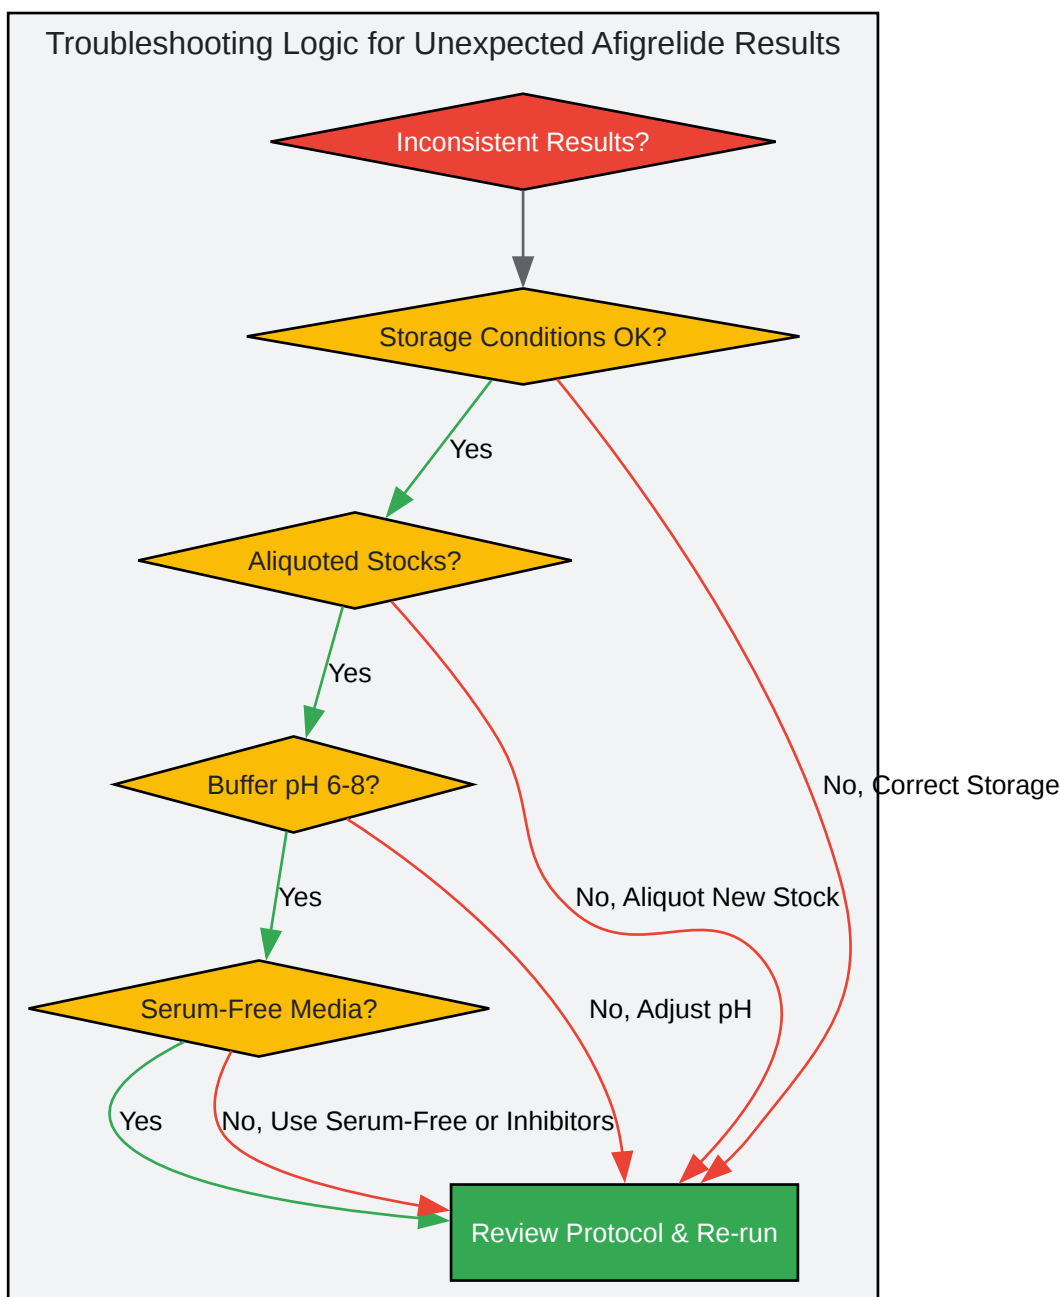 Troubleshooting Logic for Unexpected Afigrelide Results
Inconsistent Results?
Storage Conditions OK?
Yes
Aliquoted Stocks?
Yes
Buffer pH 6-8?
No, Correct Storage
Yes
No, Aliquot New Stock
Serum-Free Media?
No, Adjust pH
Yes
No, Use Serum-Free or Inhibitors
Review Protocol & Re-run